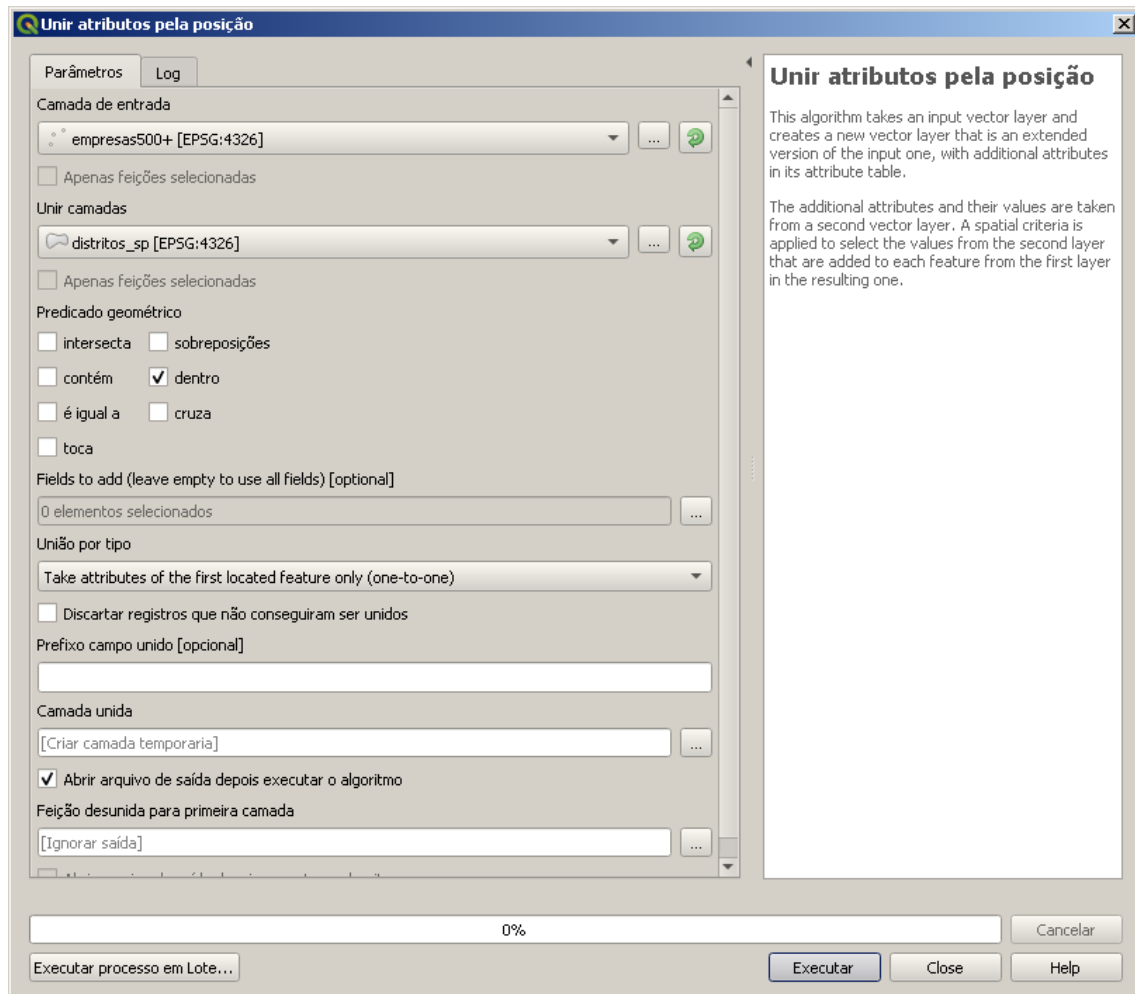 Unir atributos pela posição
Parâmetros
Log
Camada de entrada
empresas500+ [EPSG:4326]
...
Apenas feições selecionadas
Unir camadas
distritos_sp [EPSG:4326]
...
Apenas feições selecionadas
Predicado geométrico
intersecta
sobreposições
contém
dentro
é igual a
cruza
toca
Fields to add (leave empty to use all fields) [optional]
0 elementos selecionados
...
União por tipo
Take attributes of the first located feature only (one-to-one)
Discartar registros que não conseguiram ser unidos
Prefixo campo unido [opcional]
Camada unida
[Criar camada temporaria]
...
Abrir arquivo de saída depois executar o algoritmo
Feição desunida para primeira camada
[Ignorar saída]
...
Unir atributos pela posição
This algorithm takes an input vector layer and
creates a new vector layer that is an extended
version of the input one, with additional attributes
in its attribute table.
The additional attributes and their values are taken
from a second vector layer. A spatial criteria is
applied to select the values from the second layer
that are added to each feature from the first layer
in the resulting one.
0%
Cancelar
Executar processo em Lote...
Executar
Close
Help